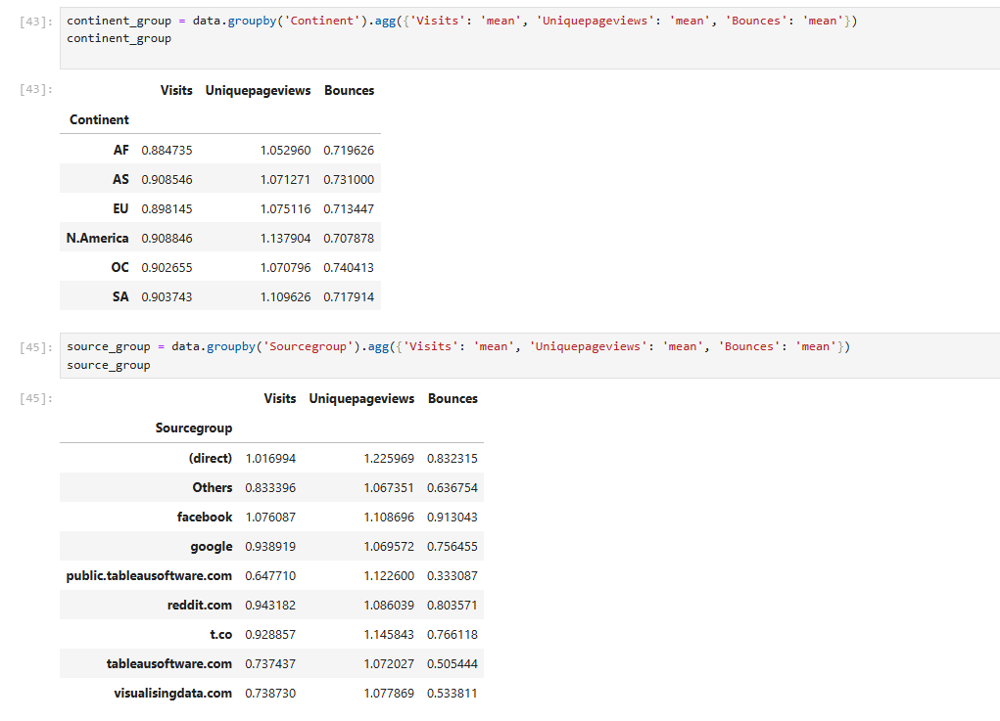 [43]: continent_group = data.groupby('Continent').agg({'Visits': 'mean', 'Uniquepageviews': 'mean', 'Bounces': 'mean'})
continent_group
[43]: Visits Uniquepageviews Bounces
Continent
AF 0.884735 1.052960 0.719626
AS 0.908546 1.071271 0.731000
EU 0.898145 1.075116 0.713447
N.America 0.908846 1.137904 0.707878
OC 0.902655 1.070796 0.740413
SA 0.903743 1.109626 0.717914
[45]: source_group = data.groupby('Sourcegroup').agg({'Visits': 'mean', 'Uniquepageviews': 'mean', 'Bounces': 'mean'})
source_group
[45]: Visits Uniquepageviews Bounces
Sourcegroup
(direct) 1.016994 1.225969 0.832315
Others 0.833396 1.067351 0.636754
facebook 1.076087 1.108696 0.913043
google 0.938919 1.069572 0.756455
public.tableausoftware.com 0.647710 1.122600 0.333087
reddit.com 0.943182 1.086039 0.803571
t.co 0.928857 1.145843 0.766118
tableausoftware.com 0.737437 1.072027 0.505444
visualisingdata.com 0.738730 1.077869 0.533811